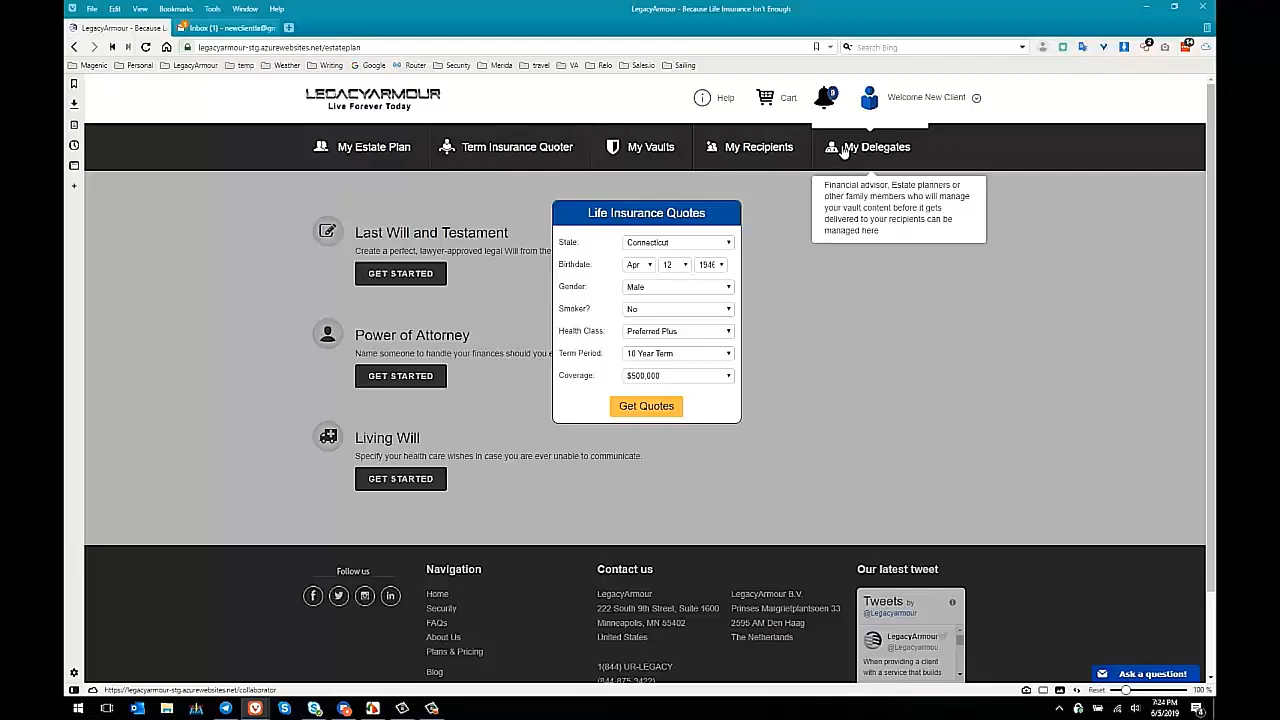 File Edit View Bookmarks Tools Window Help
LegacyArmour - Because Life Insurance Isn't Enough
LegacyArmour - Because L
Inbox (1) - newclientla@gm
legacyarmour-stg.azurewebsites.net/estateplan
Search Bing
Magenic Personal LegacyArmour temp Weather Writing Google Router Security Merida travel VA Relo Sales.io Sailing
LEGACYARMOUR
Live Forever Today
Help
Cart
9
Welcome New Client
My Estate Plan
Term Insurance Quoter
My Vaults
My Recipients
My Delegates
Financial advisor, Estate planners or
other family members who will manage
your vault content before it gets
delivered to your recipients can be
managed here
Last Will and Testament
Create a perfect, lawyer-approved legal Will from the
GET STARTED
Power of Attorney
Name someone to handle your finances should you e
GET STARTED
Living Will
Specify your health care wishes in case you are ever unable to communicate.
GET STARTED
Life Insurance Quotes
State: Connecticut
Birthdate: Apr 12 194
Gender: Male
Smoker? No
Health Class: Preferred Plus
Term Period: 10 Year Term
Coverage: $500,000
Get Quotes
Follow us
Navigation
Home
Security
FAQs
About Us
Plans & Pricing
Blog
Contact us
LegacyArmour
222 South 9th Street, Suite 1600
Minneapolis, MN 55402
United States
1(844) UR-LEGACY
(844-875-3422)
LegacyArmour B.V.
Prinses Margrietplantsoen 33
2595 AM Den Haag
The Netherlands
Our latest tweet
Tweets by
@Legacyarmour
LegacyArmour
@Legacyarmou
When providing a client
with a service that builds
Ask a question!
https://legacyarmour-stg.azurewebsites.net/collaborator
Reset
100 %
7:24 PM
6/5/2019